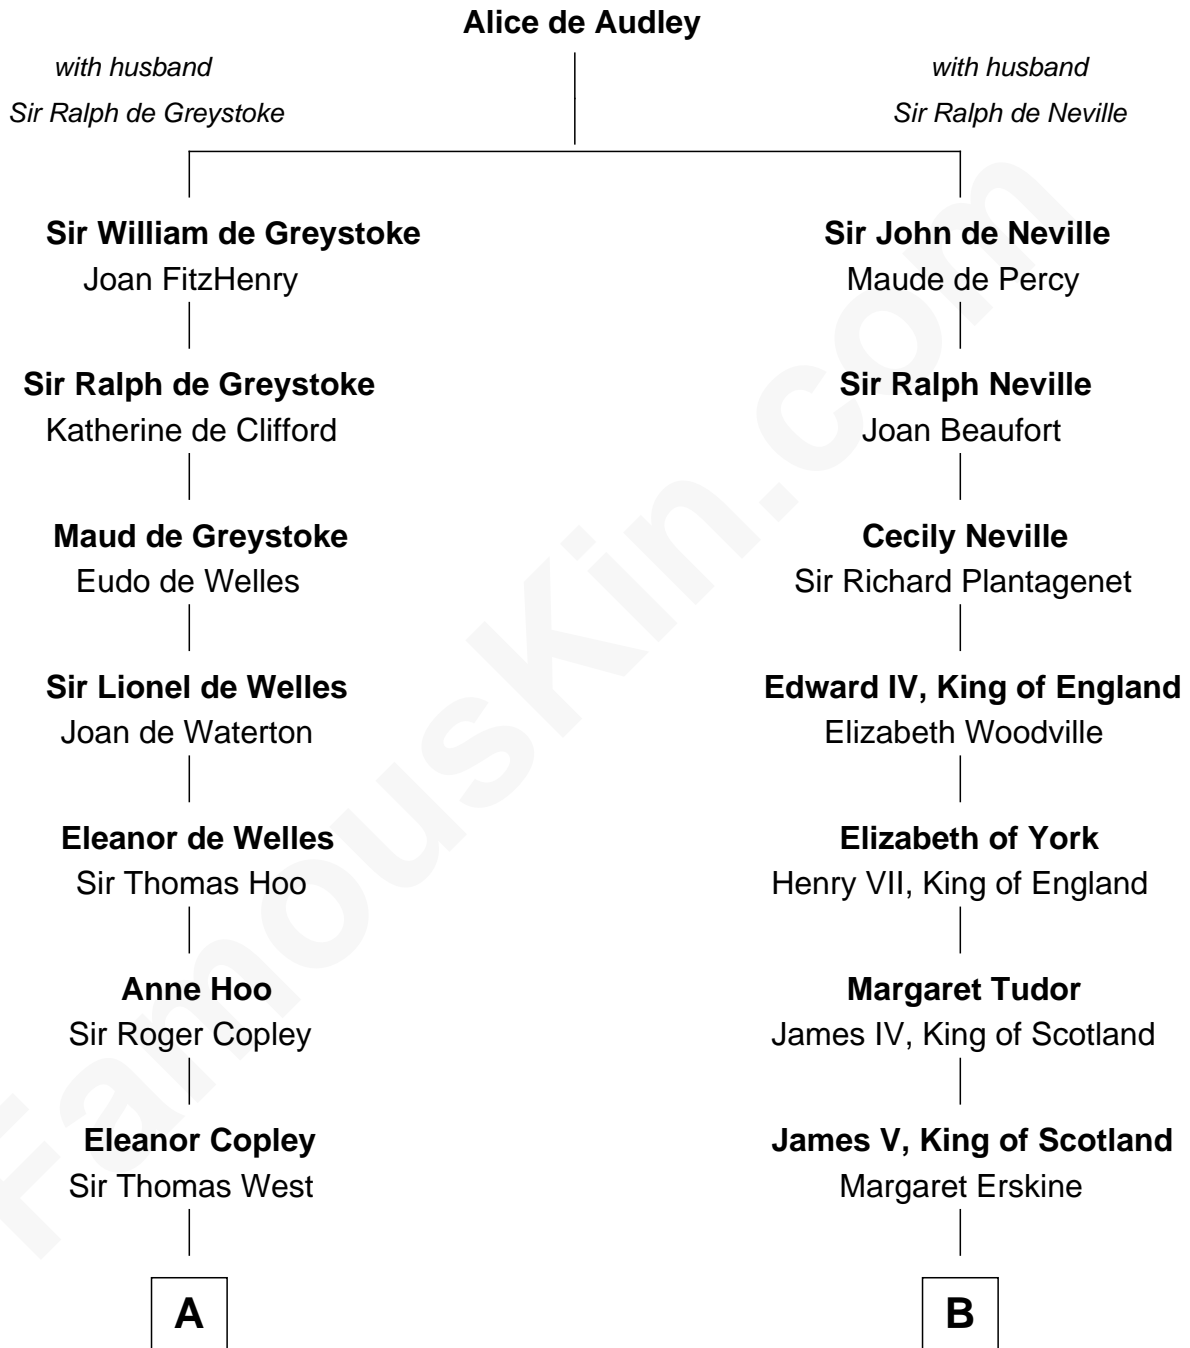 Alice de Audley
with husband
Sir Ralph de Greystoke
with husband
Sir Ralph de Neville
Sir William de Greystoke
Joan FitzHenry
Sir John de Neville
Maude de Percy
Sir Ralph de Greystoke
Katherine de Clifford
Sir Ralph Neville
Joan Beaufort
Maud de Greystoke
Eudo de Welles
Cecily Neville
Sir Richard Plantagenet
Sir Lionel de Welles
Joan de Waterton
Edward IV, King of England
Elizabeth Woodville
Eleanor de Welles
Sir Thomas Hoo
Elizabeth of York
Henry VII, King of England
Anne Hoo
Sir Roger Copley
Margaret Tudor
James IV, King of Scotland
Eleanor Copley
Sir Thomas West
James V, King of Scotland
Margaret Erskine
A
B
FamousKin.com